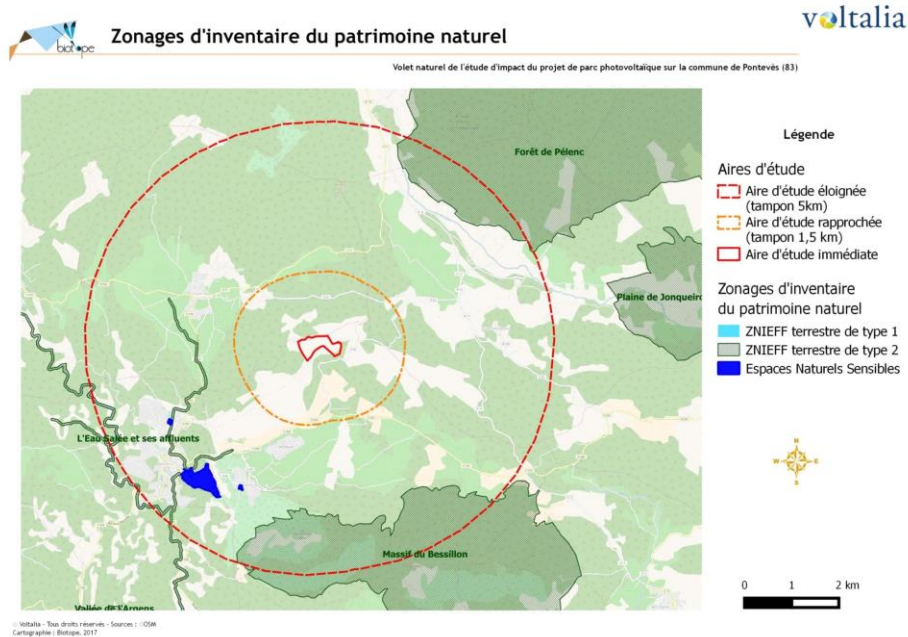 biotope
Zonages d'inventaire du patrimoine naturel
voltalia
Volet naturel de l'étude d'impact du projet de parc photovoltaïque sur la commune de Pontevès (83)
Légende
Forêt de Pélenc
Aires d'étude
Aire d'étude éloignée
(tampon 5km)
Aire d'étude rapprochée
(tampon 1,5 km)
Aire d'étude immédiate
Plaine de Jonqueiro
Zonages d'inventaire
du patrimoine naturel
ZNIEFF terrestre de type 1
ZNIEFF terrestre de type 2
Espaces Naturels Sensibles
L'Eau Salée et ses affluents
N
W
E
S
Massif du Bessillon
Vallée de l'Argens
0 1 2 km
© Voltalia - Tous droits réservés - Sources : ©OSM
Cartographie : Biotope, 2017